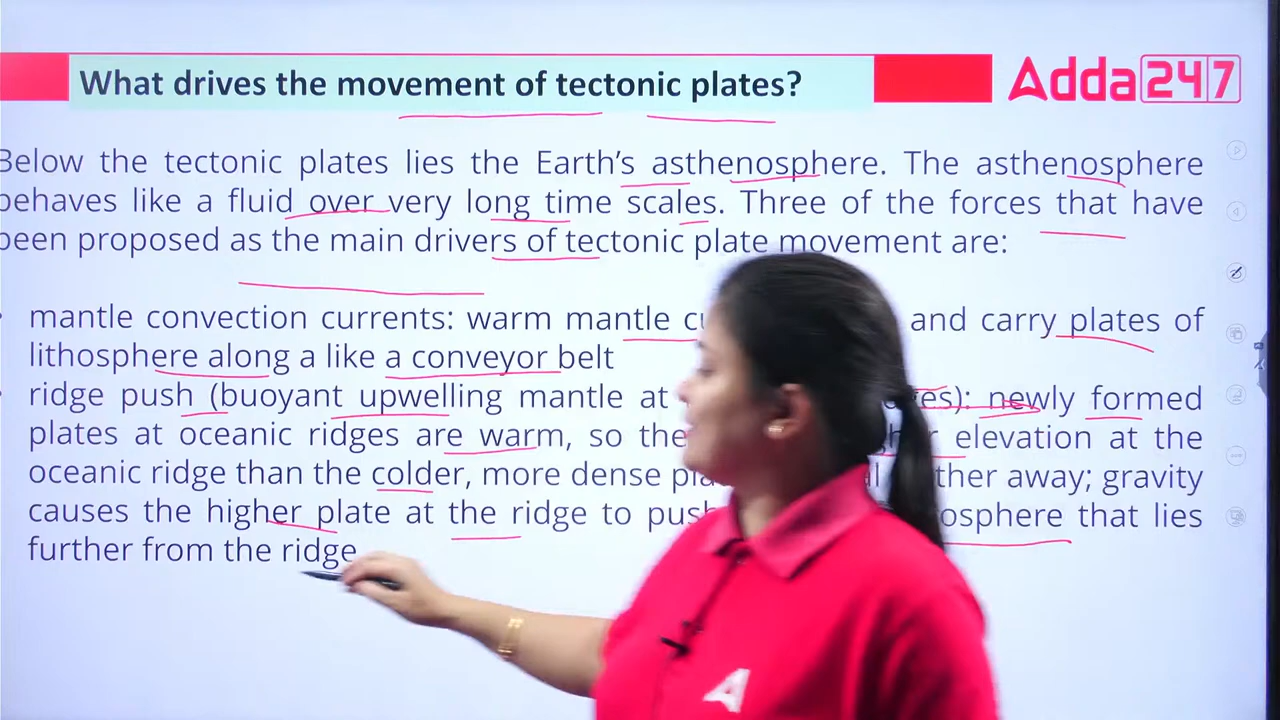 What drives the movement of tectonic plates?
Adda247
Below the tectonic plates lies the Earth's asthenosphere. The asthenosphere
behaves like a fluid over very long time scales. Three of the forces that have
been proposed as the main drivers of tectonic plate movement are:
mantle convection currents: warm mantle and carry plates of
lithosphere along a like a conveyor belt
ridge push (buoyant upwelling mantle at newly formed
plates at oceanic ridges are warm, so elevation at the
oceanic ridge than the colder, more dense away; gravity
causes the higher plate at the ridge to that lies
further from the ridge